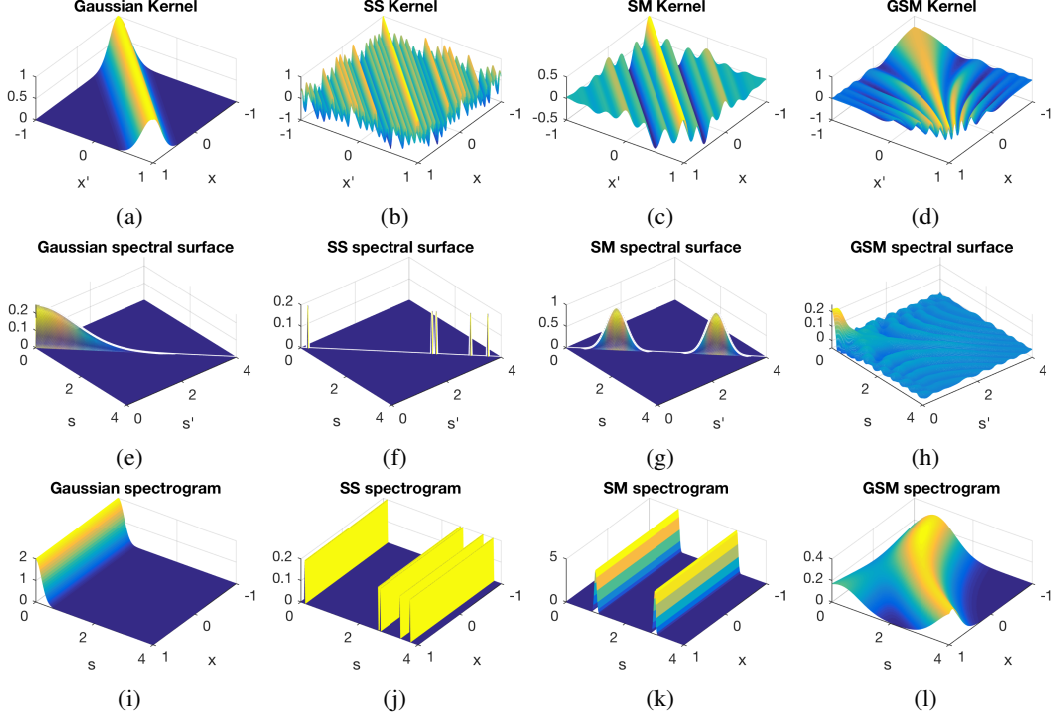 Gaussian Kernel
SS Kernel
SM Kernel
GSM Kernel
1
0.5
0
-1
0
1
x'
1
0
-1
x
1
0
-1
-1
0
1
x'
1
0
-1
x
0.5
0
-0.5
-1
0
1
x'
1
0
-1
x
1
0
-1
-1
0
1
x'
1
0
-1
x
(a)
(b)
(c)
(d)
Gaussian spectral surface
SS spectral surface
SM spectral surface
GSM spectral surface
0.2
0.1
0
0
2
4
s
0
2
4
s'
0.2
0.1
0
0
2
4
s
0
2
4
s'
1
0.5
0
0
2
4
s
0
2
4
s'
0.2
0.1
0
0
2
4
s
0
2
4
s'
(e)
(f)
(g)
(h)
Gaussian spectrogram
SS spectrogram
SM spectrogram
GSM spectrogram
2
1
0
0
2
4
s
1
0
-1
x
0.2
0.1
0
0
2
4
s
1
0
-1
x
5
0
0
2
4
s
1
0
-1
x
0.4
0.2
0
0
2
4
s
1
0
-1
x
(i)
(j)
(k)
(l)